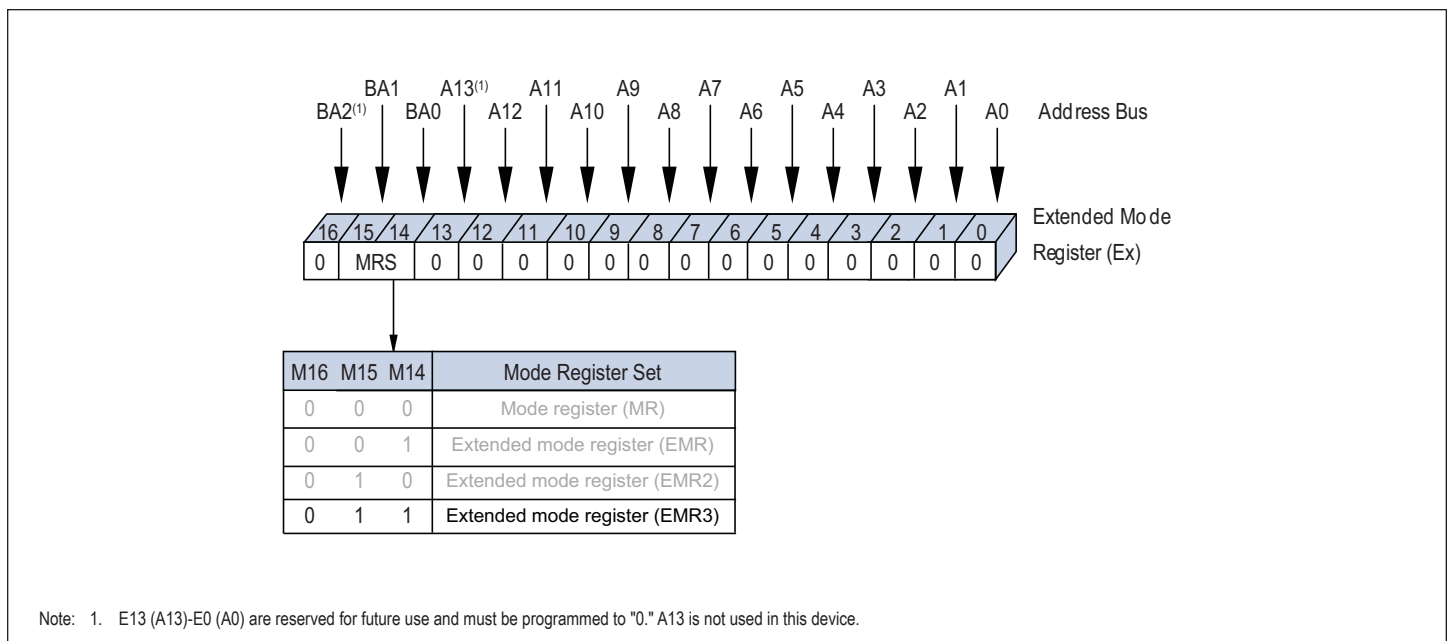 BA1 A13(1) A11 A9 A7 A5 A3 A1
BA2(1) BA0 A12 A10 A8 A6 A4 A2 A0 Address Bus
Extended Mode
16 15 14 13 12 11 10 9 8 7 6 5 4 3 2 1 0
Register (Ex)
0 MRS 0 0 0 0 0 0 0 0 0 0 0 0 0 0
M16 M15 M14 Mode Register Set
0 0 0 Mode register (MR)
0 0 1 Extended mode register (EMR)
0 1 0 Extended mode register (EMR2)
0 1 1 Extended mode register (EMR3)
Note: 1. E13 (A13)-E0 (A0) are reserved for future use and must be programmed to "0." A13 is not used in this device.